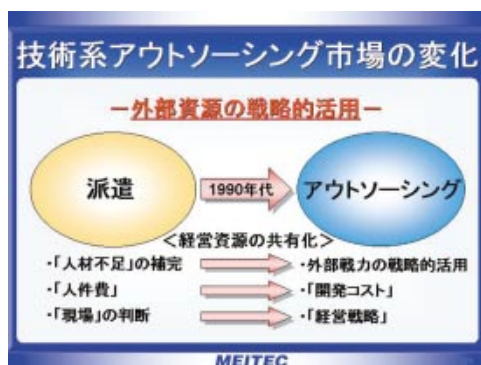 技術系アウトソーシング市場の変化
－外部資源の戦略的活用－
派遣
1990年代
アウトソーシング
＜経営資源の共有化＞
・「人材不足」の補完
・外部戦力の戦略的活用
・「人件費」
・「開発コスト」
・「現場」の判断
・「経営戦略」
MEITEC